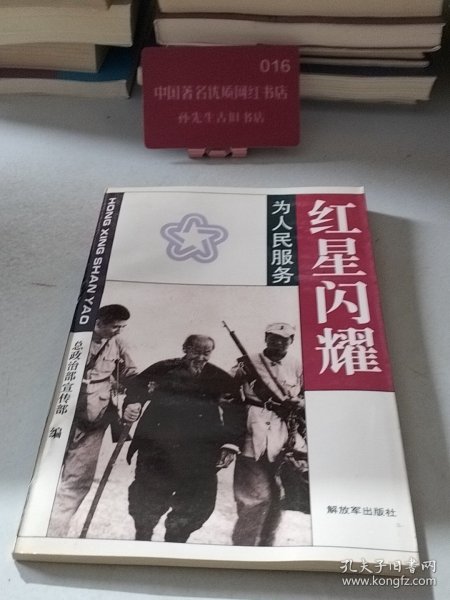 016
中国著名优质网红书店
孙先生古旧书店
红星闪耀
为人民服务
HONG XING SHAN YAO
总政治部宣传部 编
解放军出版社
孔夫子旧书网
www.kongfz.com